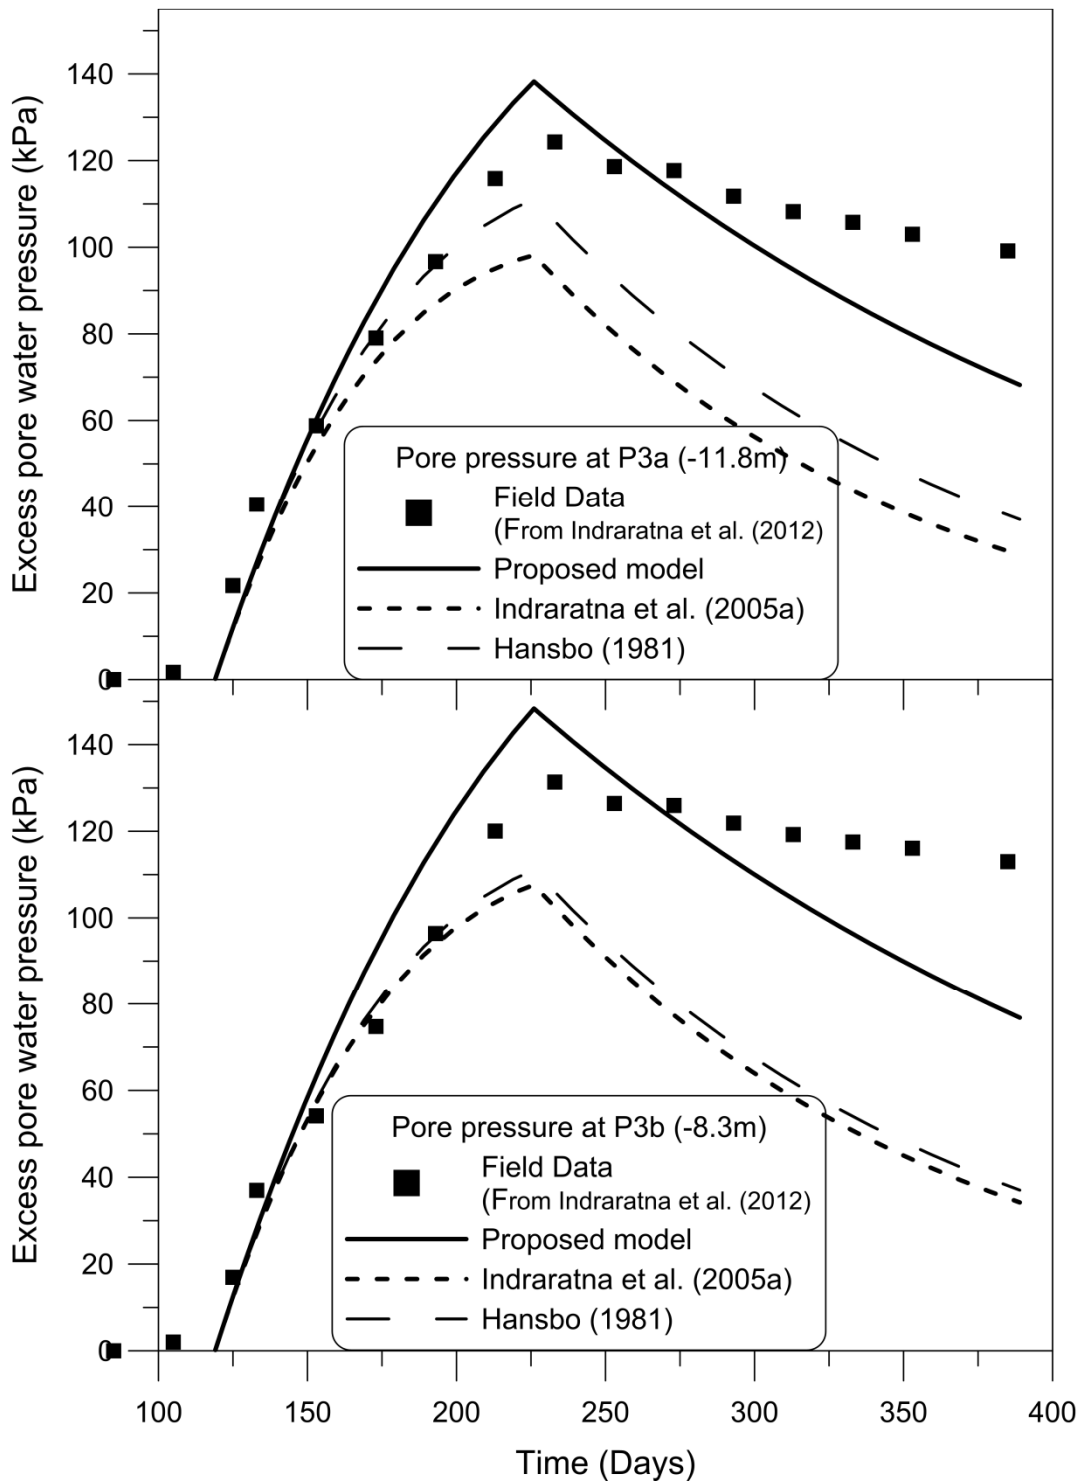 Excess pore water pressure (kPa)
140
120
100
80
60
40
20
0
Pore pressure at P3a (-11.8m)
Field Data
(From Indraratna et al. (2012)
Proposed model
Indraratna et al. (2005a)
Hansbo (1981)
Excess pore water pressure (kPa)
140
120
100
80
60
40
20
0
Pore pressure at P3b (-8.3m)
Field Data
(From Indraratna et al. (2012)
Proposed model
Indraratna et al. (2005a)
Hansbo (1981)
100 150 200 250 300 350 400
Time (Days)